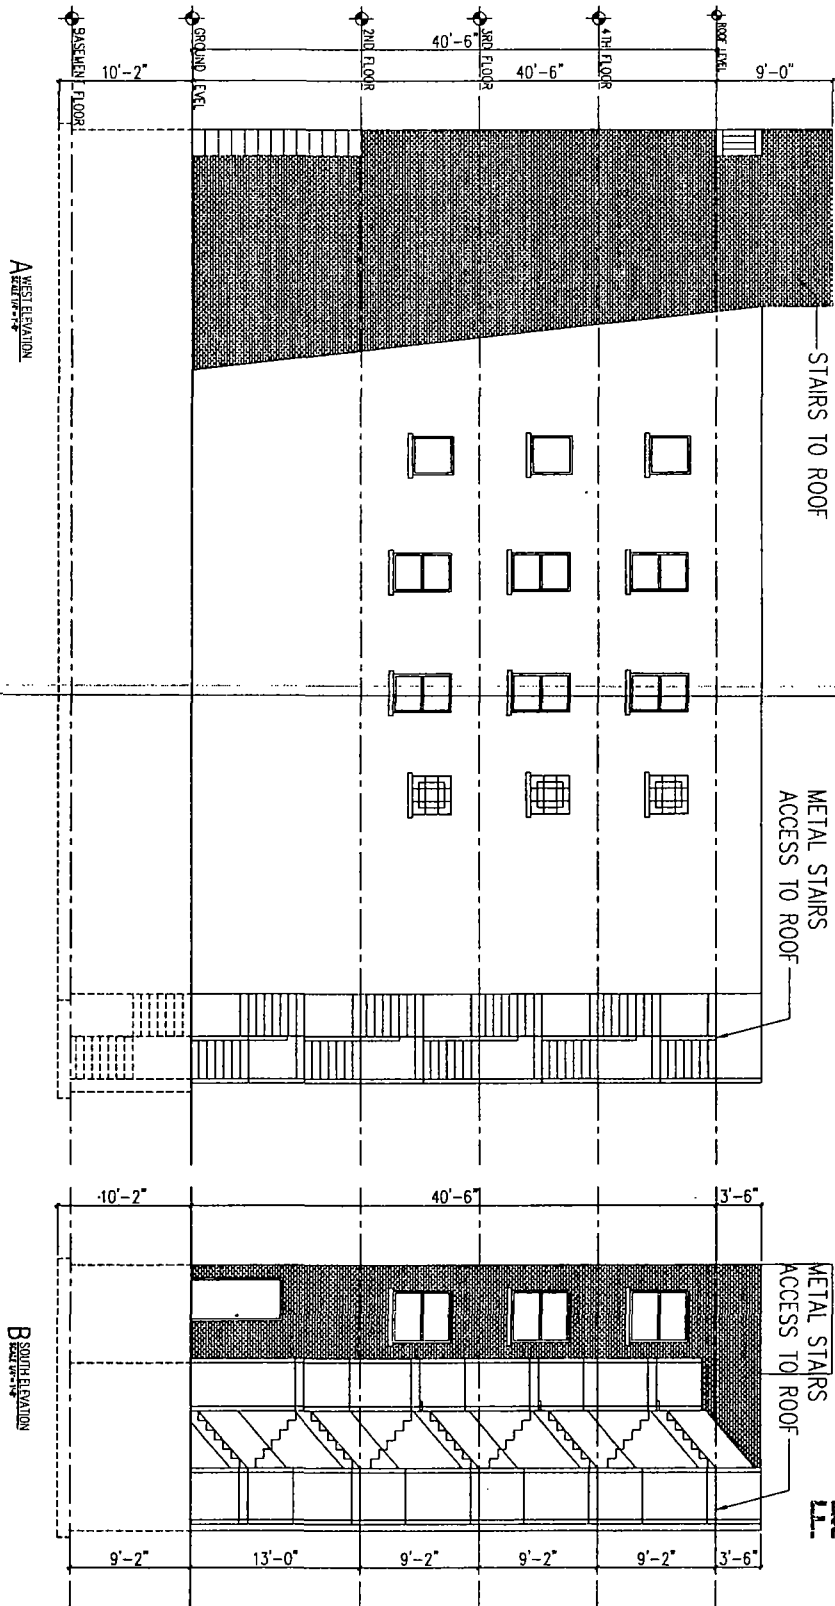 BASEMENT FLOOR
GROUND LEVEL
2ND FLOOR
3RD FLOOR
4TH FLOOR
ROOF LEVEL
40'-6"
10'-2"
40'-6"
9'-0"
STAIRS TO ROOF
METAL STAIRS
ACCESS TO ROOF
A WEST ELEVATION
10'-2"
40'-6"
3'-6"
METAL STAIRS
ACCESS TO ROOF
B SOUTH ELEVATION
9'-2"
13'-0"
9'-2"
9'-2"
9'-2"
3'-6"